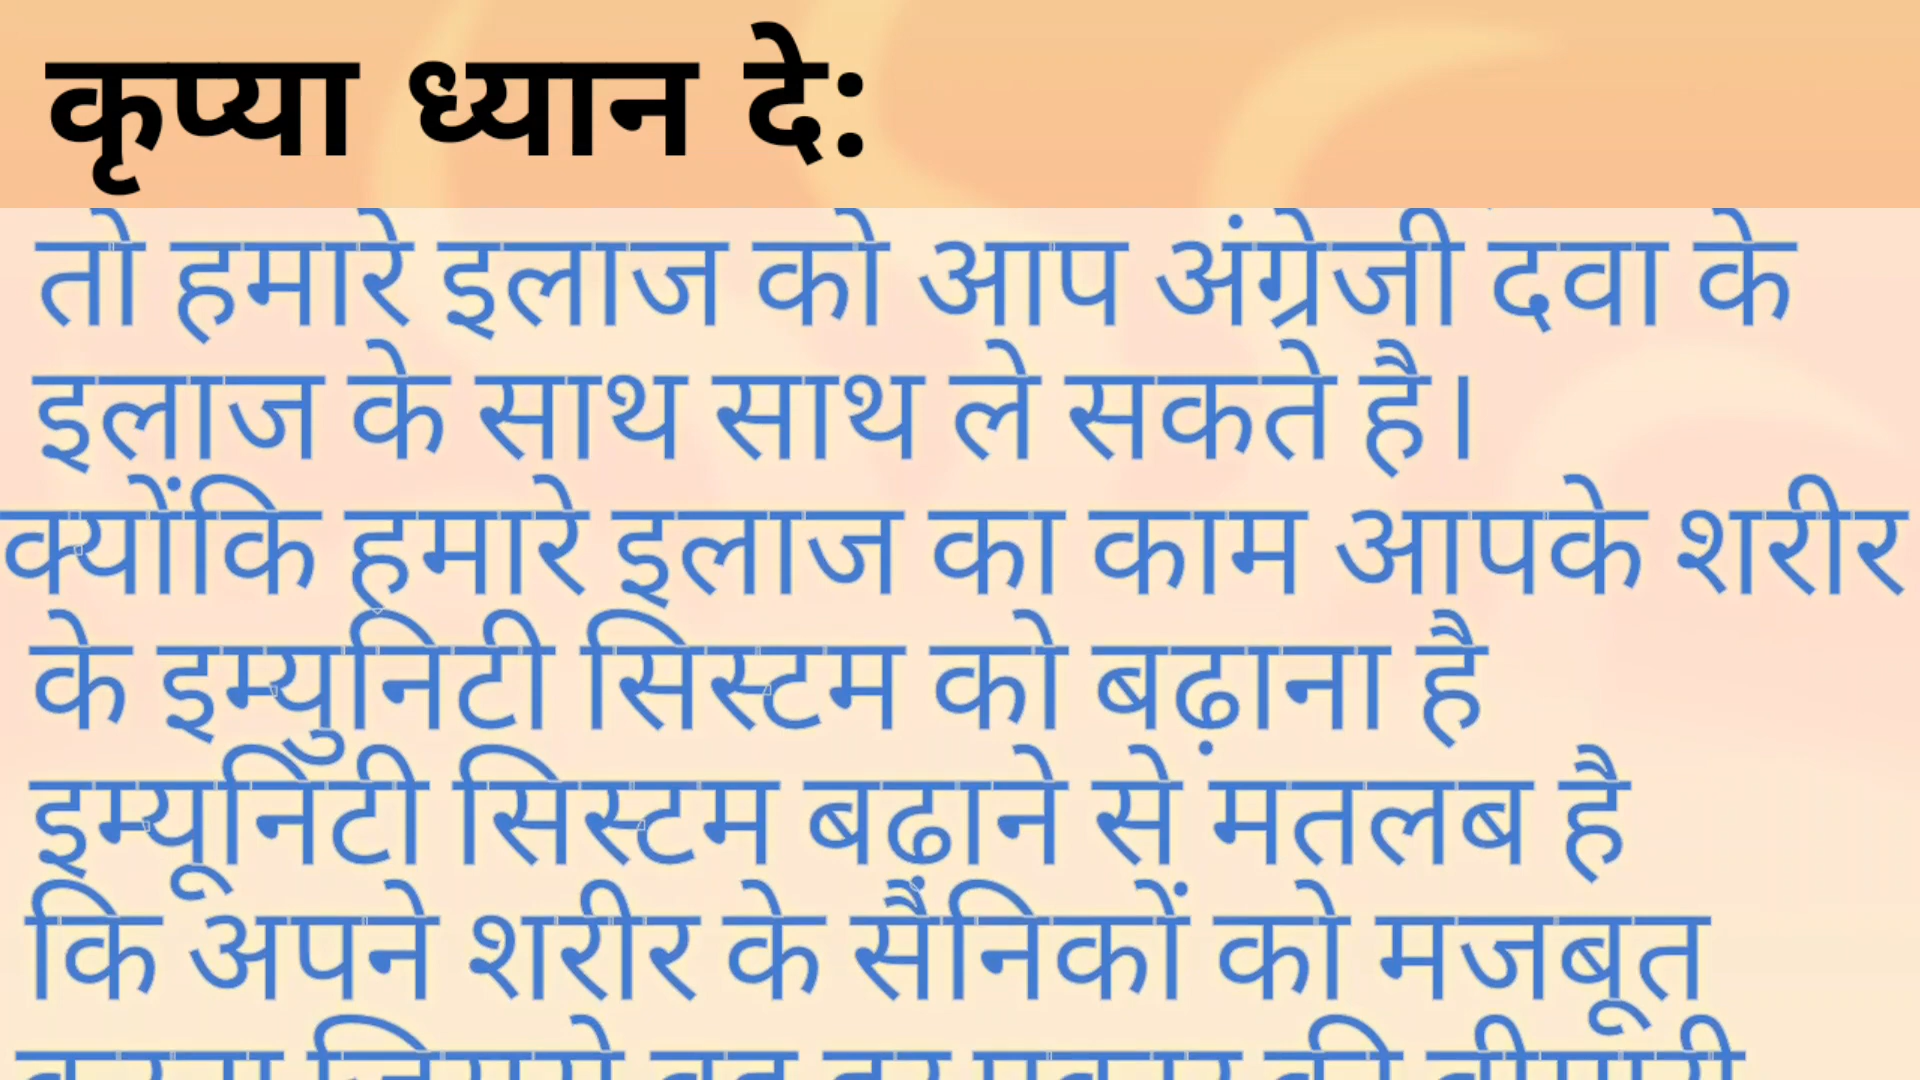 कृप्या ध्यान दे:
तो हमारे इलाज को आप अंग्रेजी दवा के
इलाज के साथ साथ ले सकते है।
क्योंकि हमारे इलाज का काम आपके शरीर
के इम्युनिटी सिस्टम को बढ़ाना है
इम्यूनिटी सिस्टम बढ़ाने से मतलब है
कि अपने शरीर के सैंनिकों को मजबूत